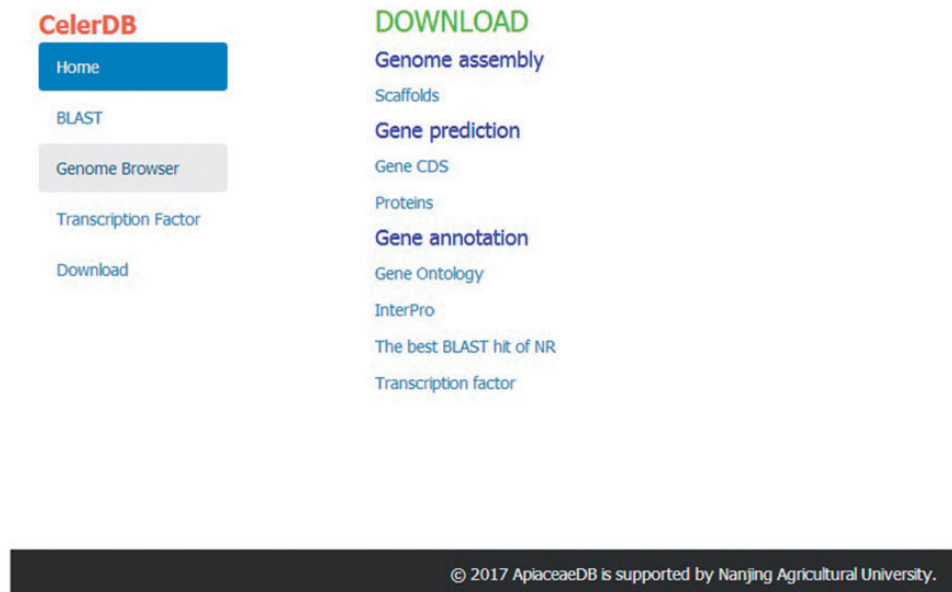 CelerDB
Home
BLAST
Genome Browser
Transcription Factor
Download
DOWNLOAD
Genome assembly
Scaffolds
Gene prediction
Gene CDS
Proteins
Gene annotation
Gene Ontology
InterPro
The best BLAST hit of NR
Transcription factor
© 2017 ApiaceaeDB is supported by Nanjing Agricultural University.